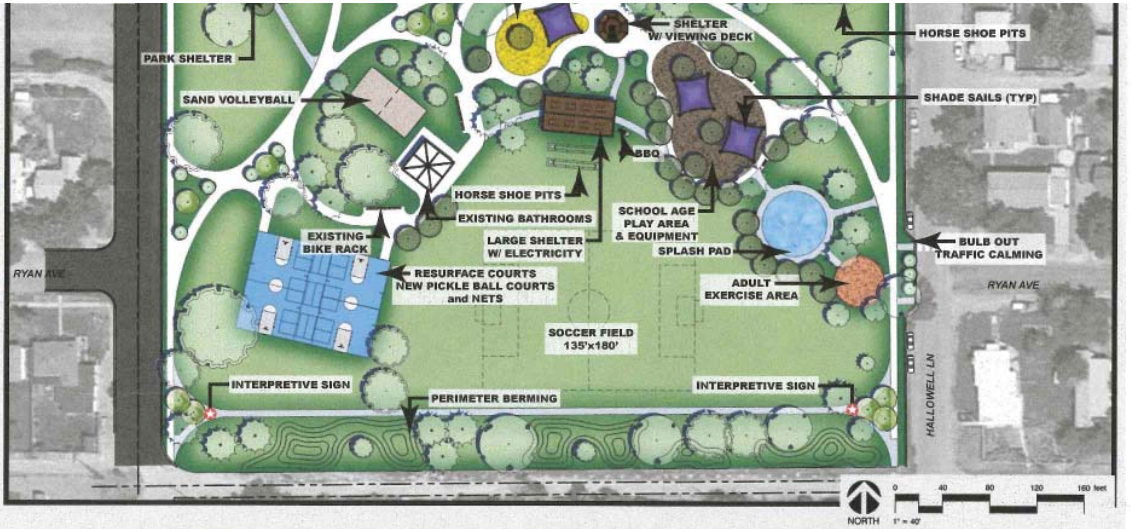 SHELTER
W/ VIEWING DECK
HORSE SHOE PITS
PARK SHELTER
SAND VOLLEYBALL
SHADE SAILS (TYP)
BBQ
HORSE SHOE PITS
EXISTING BATHROOMS
SCHOOL AGE
PLAY AREA
& EQUIPMENT
EXISTING
BIKE RACK
LARGE SHELTER
W/ ELECTRICITY
SPLASH PAD
BULB OUT
TRAFFIC CALMING
RYAN AVE
RESURFACE COURTS
NEW PICKLE BALL COURTS
and NETS
ADULT
EXERCISE AREA
RYAN AVE
SOCCER FIELD
135'x180'
INTERPRETIVE SIGN
INTERPRETIVE SIGN
PERIMETER BERMING
HALLOWELL LN
NORTH
0 40 80 120 160 feet
1" = 40'